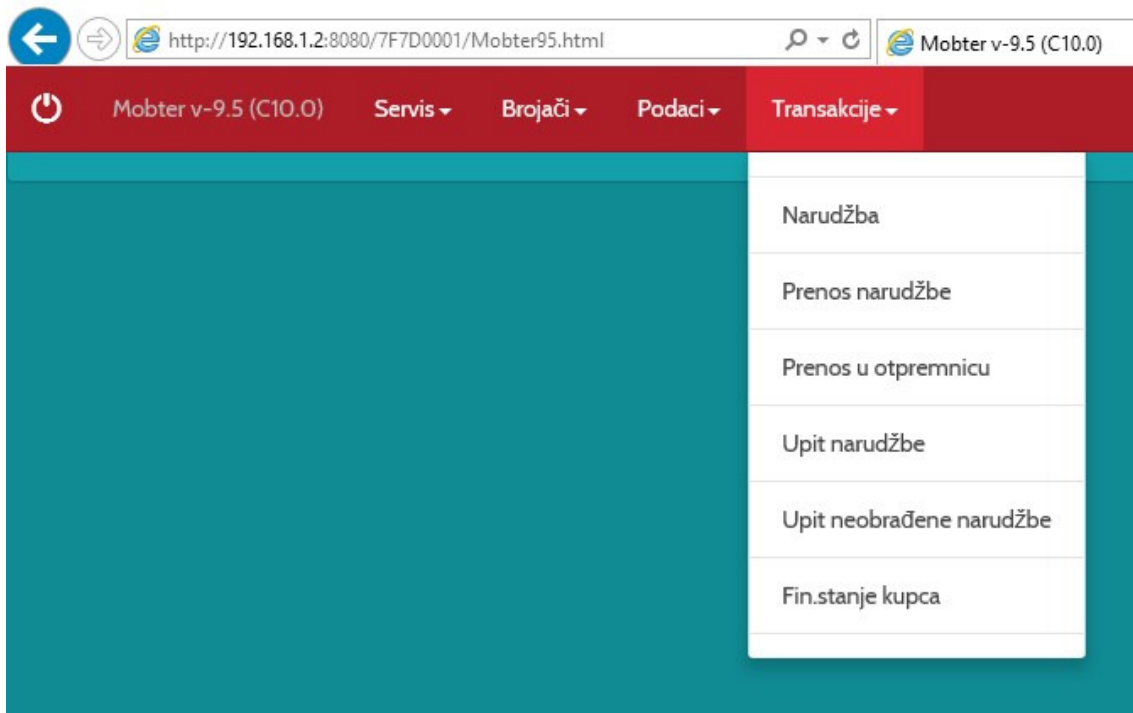 http://192.168.1.2:8080/7F7D0001/Mobter95.html
Mobter v-9.5 (C10.0)
Mobter v-9.5 (C10.0)
Servis
Brojači
Podaci
Transakcije
Narudžba
Prenos narudžbe
Prenos u otpremnicu
Upit narudžbe
Upit neobrađene narudžbe
Fin.stanje kupca